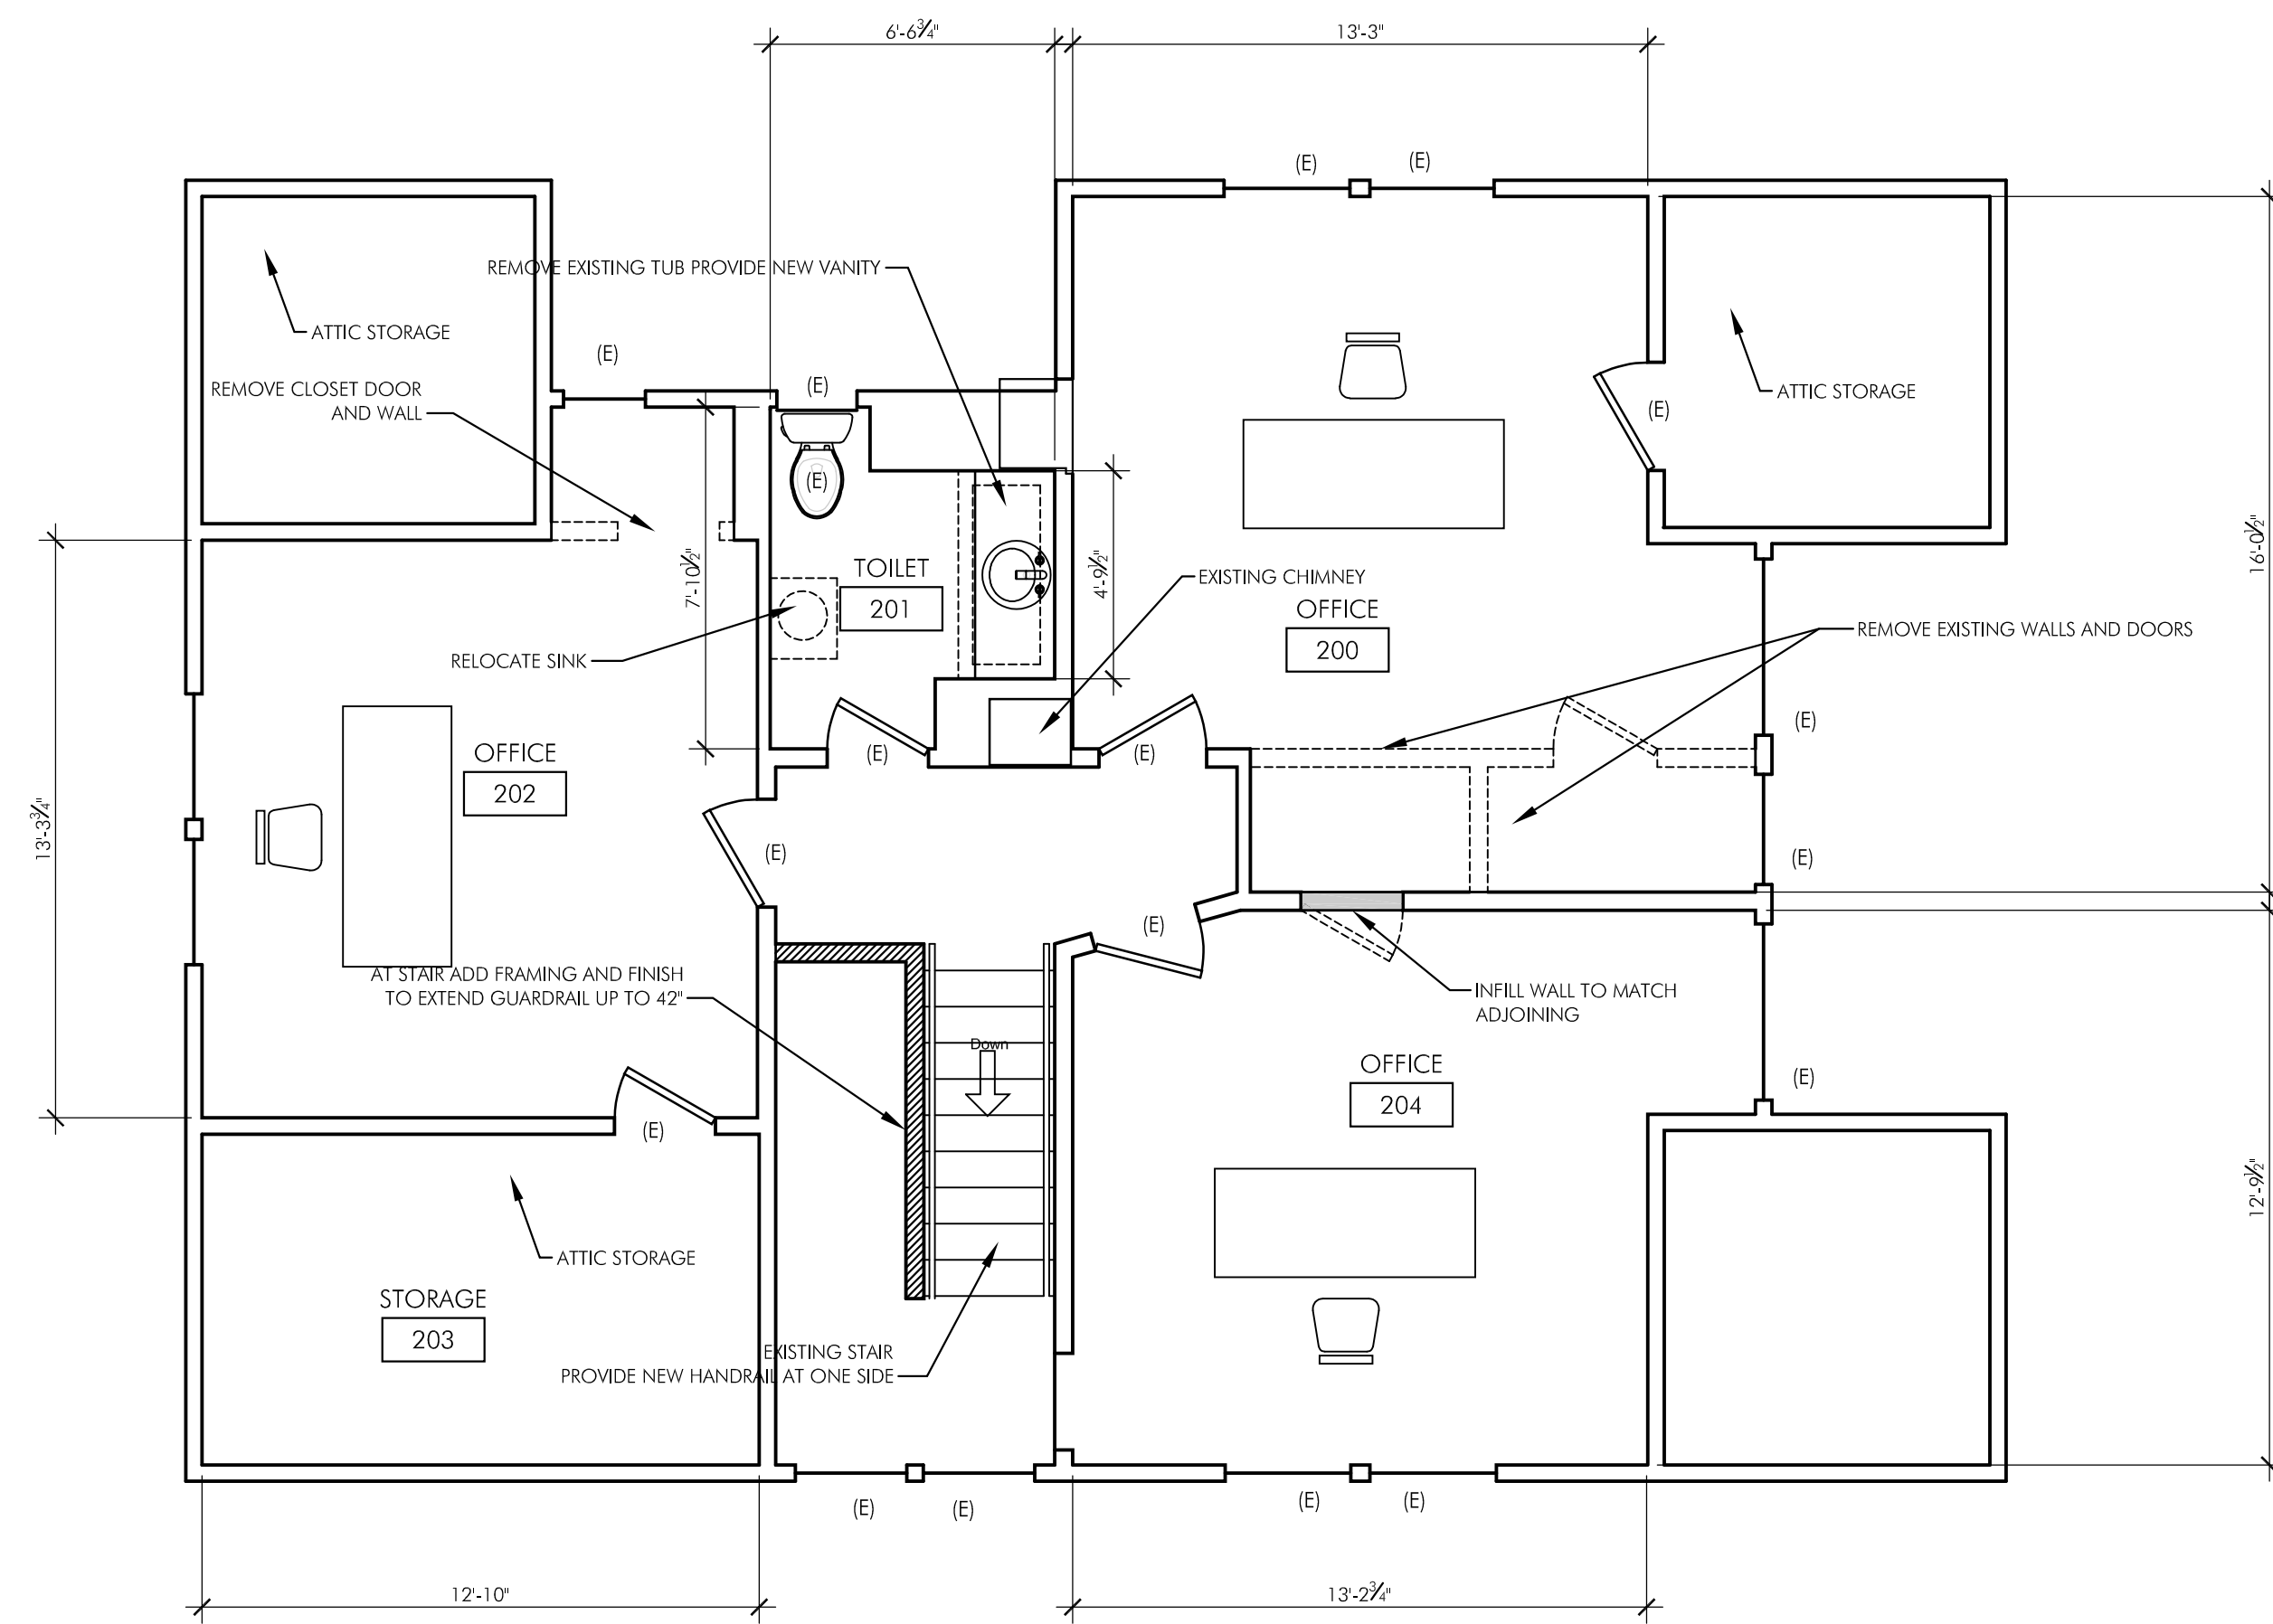 6'-6¾"
13'-3"
(E)
(E)
REMOVE EXISTING TUB PROVIDE NEW VANITY
ATTIC STORAGE
(E)
REMOVE CLOSET DOOR
AND WALL
(E)
ATTIC STORAGE
(E)
(E)
7'-10½"
4'-9½"
16'-0½"
TOILET
201
EXISTING CHIMNEY
OFFICE
200
REMOVE EXISTING WALLS AND DOORS
RELOCATE SINK
(E)
OFFICE
202
(E)
(E)
13'-3¾"
(E)
(E)
(E)
AT STAIR ADD FRAMING AND FINISH
TO EXTEND GUARDRAIL UP TO 42"
INFILL WALL TO MATCH
ADJOINING
Down
OFFICE
204
(E)
(E)
12'-9½"
ATTIC STORAGE
STORAGE
203
EXISTING STAIR
PROVIDE NEW HANDRAIL AT ONE SIDE
(E)
(E)
(E)
(E)
12'-10"
13'-2¾"